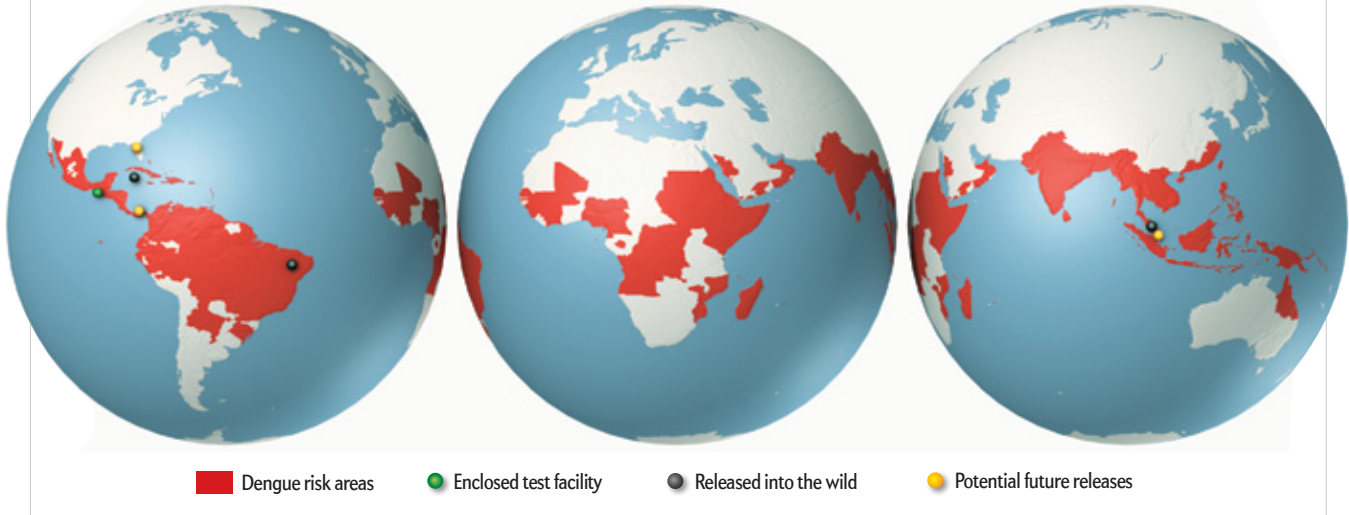 Dengue risk areas Enclosed test facility Released into the wild Potential future releases